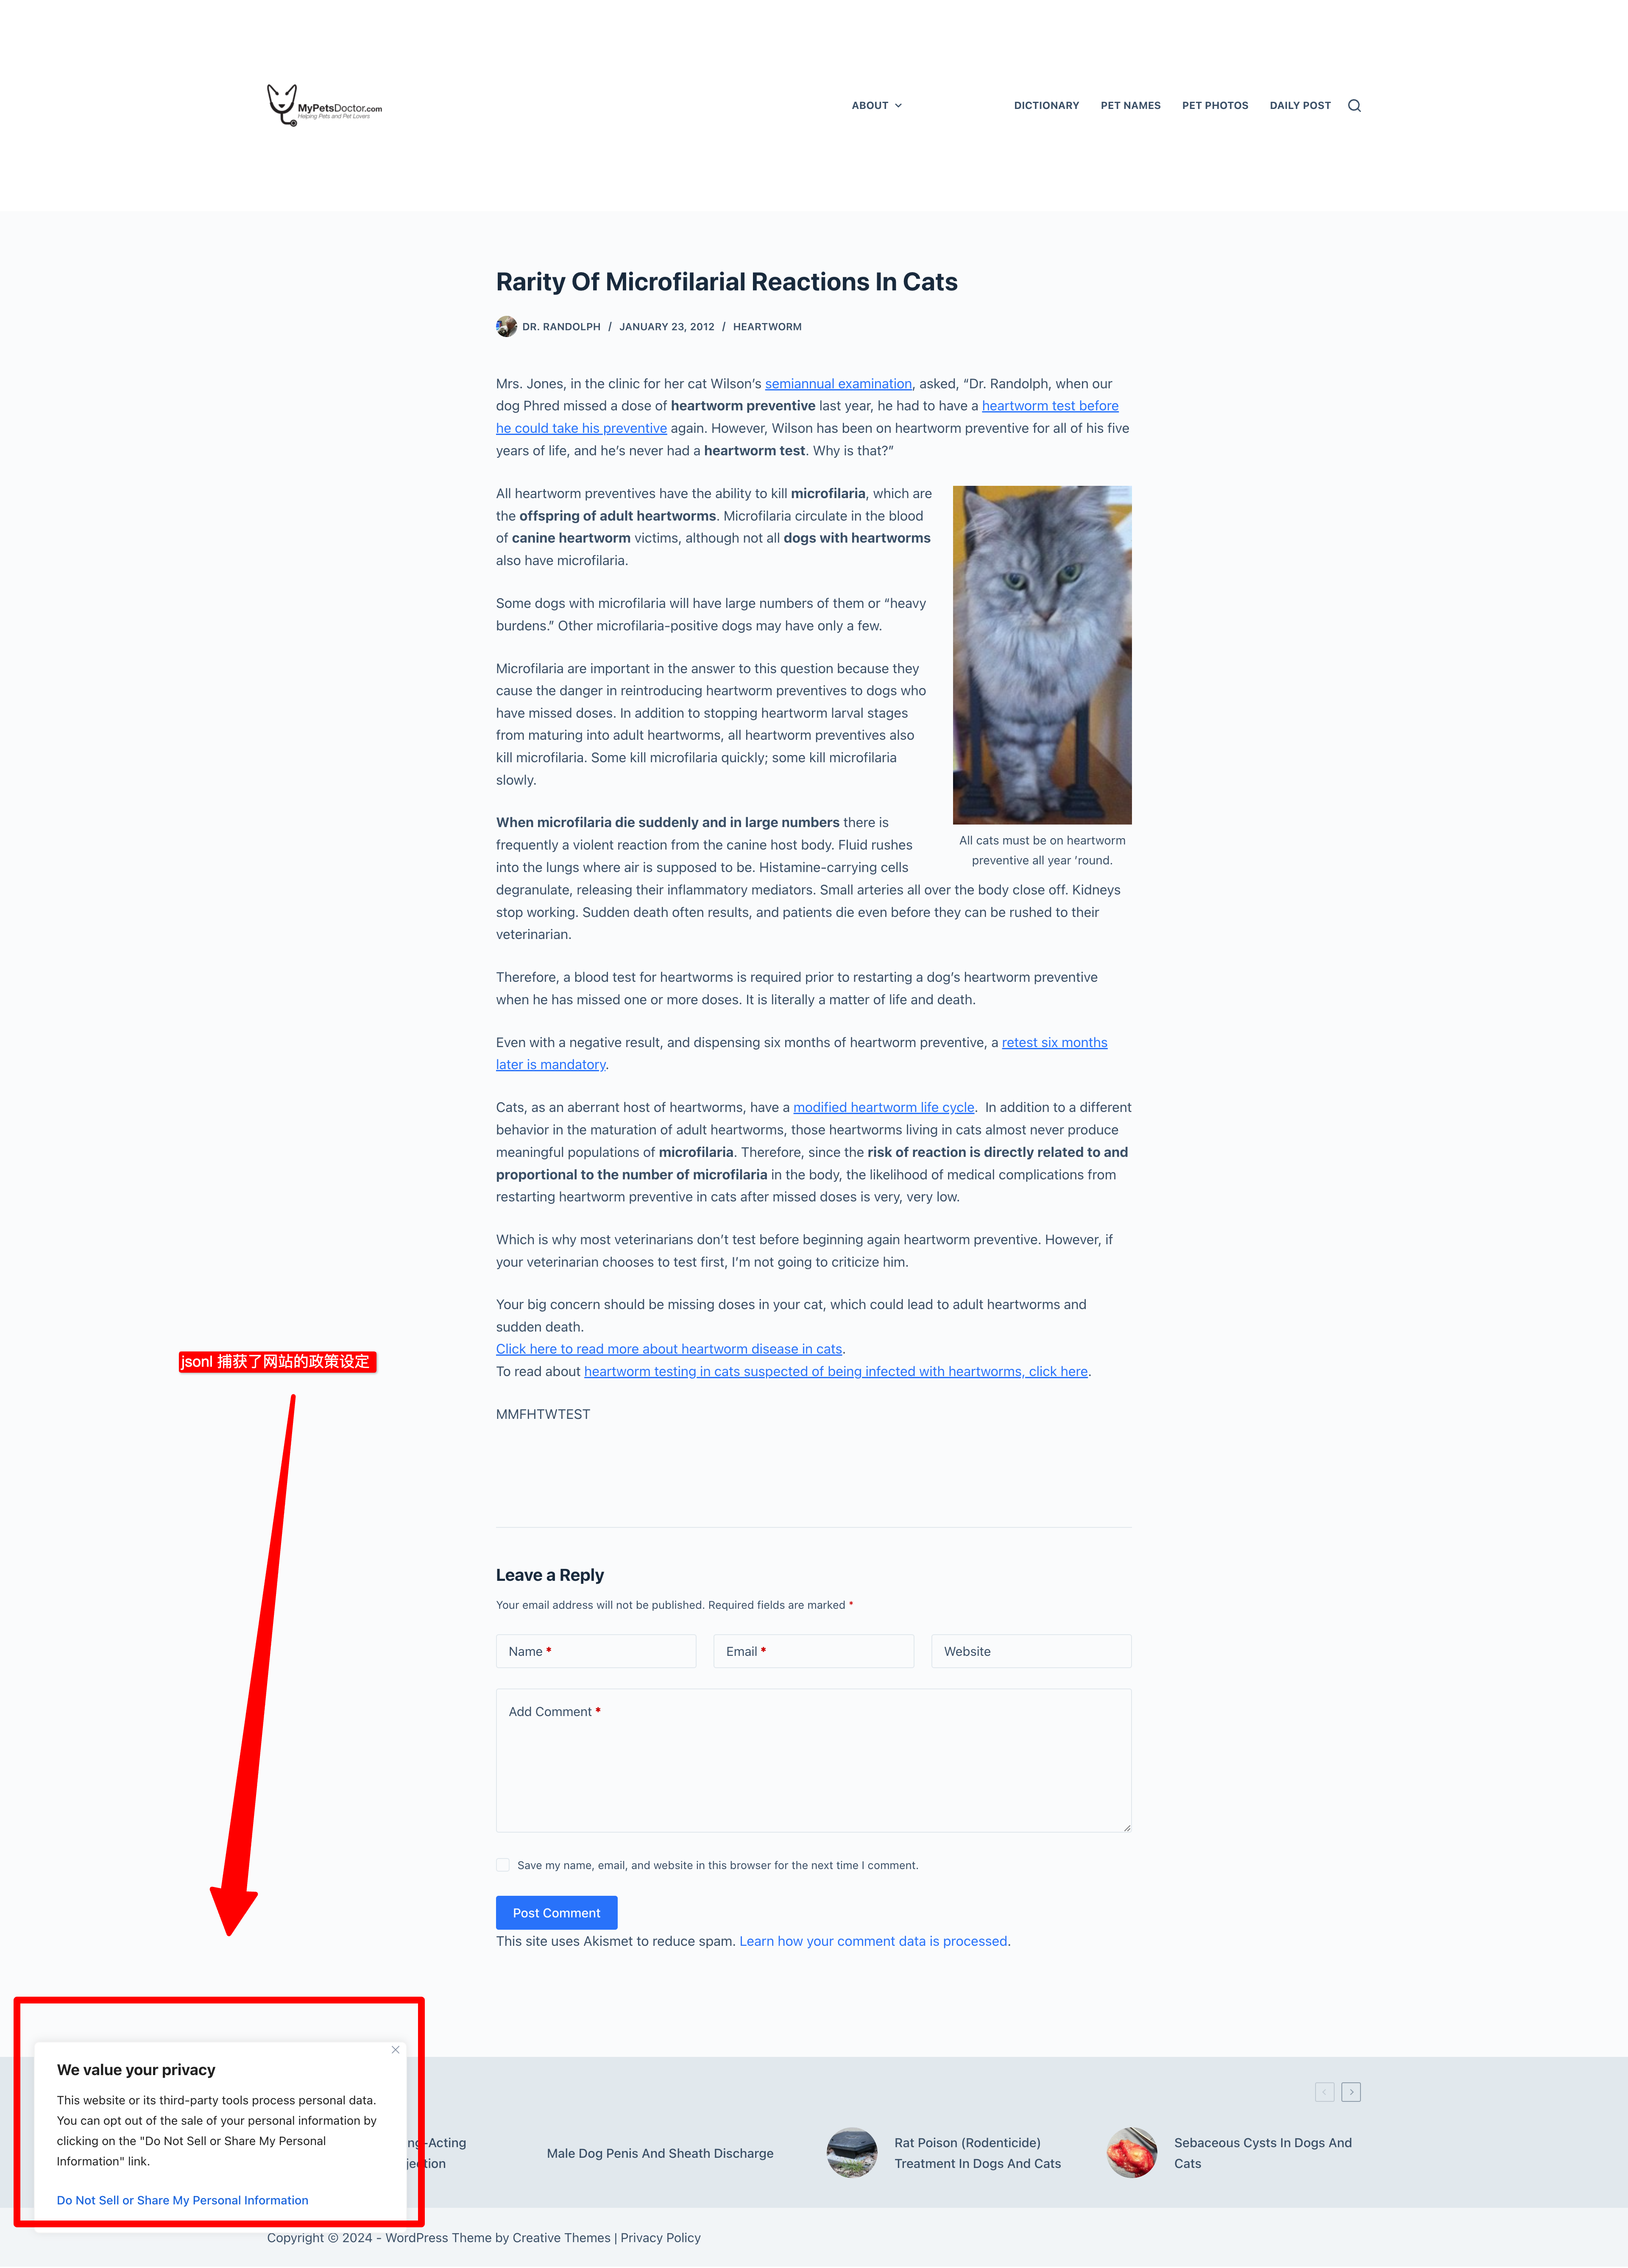 MyPetsDoctor.com
Helping Pets and Pet Lovers
ABOUT
DICTIONARY
PET NAMES
PET PHOTOS
DAILY POST
Rarity Of Microfilarial Reactions In Cats
DR. RANDOLPH / JANUARY 23, 2012 / HEARTWORM
Mrs. Jones, in the clinic for her cat Wilson’s semiannual examination, asked, “Dr. Randolph, when our
dog Phred missed a dose of heartworm preventive last year, he had to have a heartworm test before
he could take his preventive again. However, Wilson has been on heartworm preventive for all of his five
years of life, and he’s never had a heartworm test. Why is that?”
All heartworm preventives have the ability to kill microfilaria, which are
the offspring of adult heartworms. Microfilaria circulate in the blood
of canine heartworm victims, although not all dogs with heartworms
also have microfilaria.
Some dogs with microfilaria will have large numbers of them or “heavy
burdens.” Other microfilaria-positive dogs may have only a few.
Microfilaria are important in the answer to this question because they
cause the danger in reintroducing heartworm preventives to dogs who
have missed doses. In addition to stopping heartworm larval stages
from maturing into adult heartworms, all heartworm preventives also
kill microfilaria. Some kill microfilaria quickly; some kill microfilaria
slowly.
All cats must be on heartworm
preventive all year ’round.
When microfilaria die suddenly and in large numbers there is
frequently a violent reaction from the canine host body. Fluid rushes
into the lungs where air is supposed to be. Histamine-carrying cells
degranulate, releasing their inflammatory mediators. Small arteries all over the body close off. Kidneys
stop working. Sudden death often results, and patients die even before they can be rushed to their
veterinarian.
Therefore, a blood test for heartworms is required prior to restarting a dog’s heartworm preventive
when he has missed one or more doses. It is literally a matter of life and death.
Even with a negative result, and dispensing six months of heartworm preventive, a retest six months
later is mandatory.
Cats, as an aberrant host of heartworms, have a modified heartworm life cycle.  In addition to a different
behavior in the maturation of adult heartworms, those heartworms living in cats almost never produce
meaningful populations of microfilaria. Therefore, since the risk of reaction is directly related to and
proportional to the number of microfilaria in the body, the likelihood of medical complications from
restarting heartworm preventive in cats after missed doses is very, very low.
Which is why most veterinarians don’t test before beginning again heartworm preventive. However, if
your veterinarian chooses to test first, I’m not going to criticize him.
Your big concern should be missing doses in your cat, which could lead to adult heartworms and
sudden death.
Click here to read more about heartworm disease in cats.
To read about heartworm testing in cats suspected of being infected with heartworms, click here.
jsonl 捕获了网站的政策设定
MMFHTWTEST
Leave a Reply
Your email address will not be published. Required fields are marked *
Name *
Email *
Website
Add Comment *
Save my name, email, and website in this browser for the next time I comment.
Post Comment
This site uses Akismet to reduce spam. Learn how your comment data is processed.
We value your privacy
This website or its third-party tools process personal data.
You can opt out of the sale of your personal information by
clicking on the "Do Not Sell or Share My Personal
Information" link.
Do Not Sell or Share My Personal Information
ng-Acting
jection
Male Dog Penis And Sheath Discharge
Rat Poison (Rodenticide)
Treatment In Dogs And Cats
Sebaceous Cysts In Dogs And
Cats
Copyright © 2024 - WordPress Theme by Creative Themes | Privacy Policy